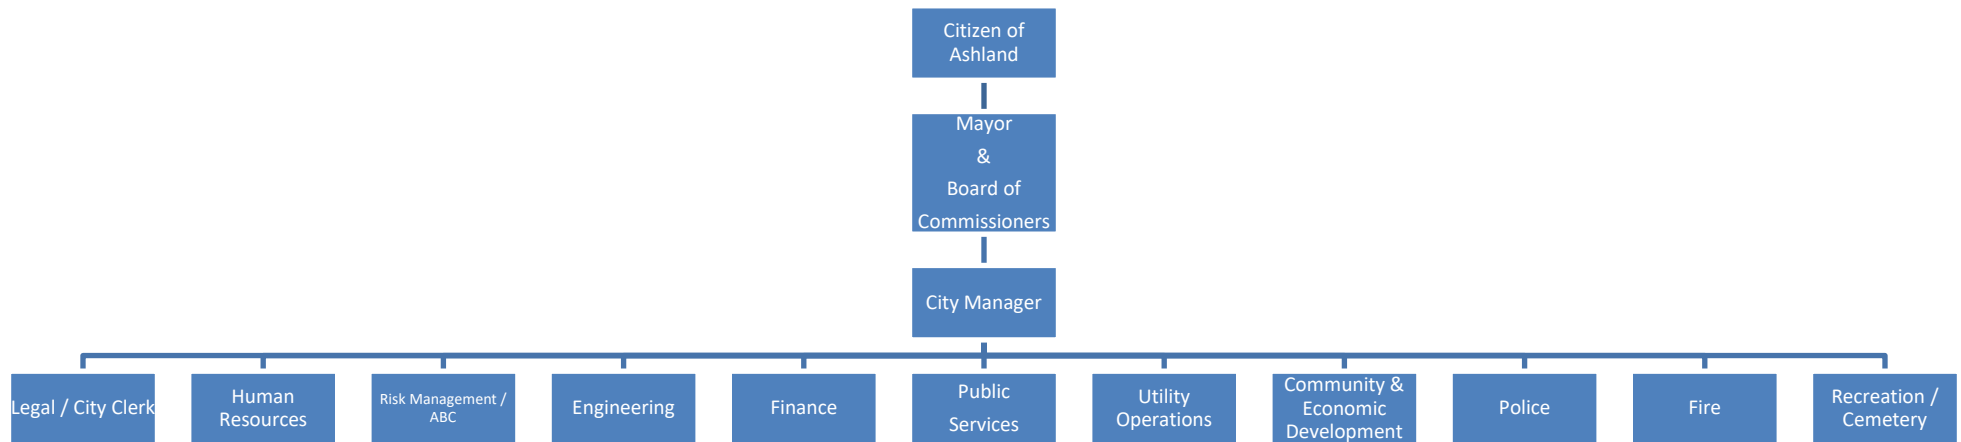 Citizen of
Ashland
Mayor
&
Board of
Commissioners
City Manager
Legal / City Clerk
Human
Resources
Risk Management /
ABC
Engineering
Finance
Public
Services
Utility
Operations
Community &
Economic
Development
Police
Fire
Recreation /
Cemetery